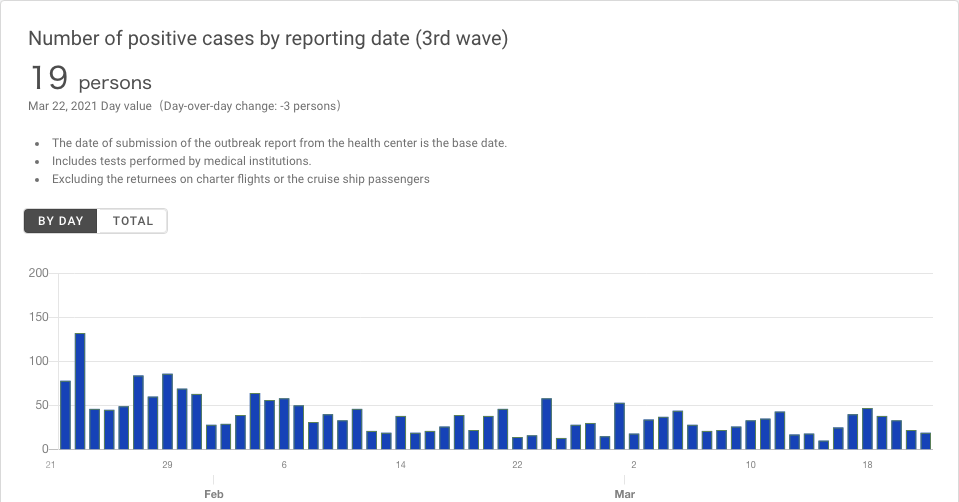 Number of positive cases by reporting date (3rd wave)
19 persons
Mar 22, 2021 Day value（Day-over-day change: -3 persons）
• The date of submission of the outbreak report from the health center is the base date.
• Includes tests performed by medical institutions.
• Excluding the returnees on charter flights or the cruise ship passengers
BY DAY TOTAL
200
150
100
50
0
21 29 6 14 22 2 10 18
Feb Mar